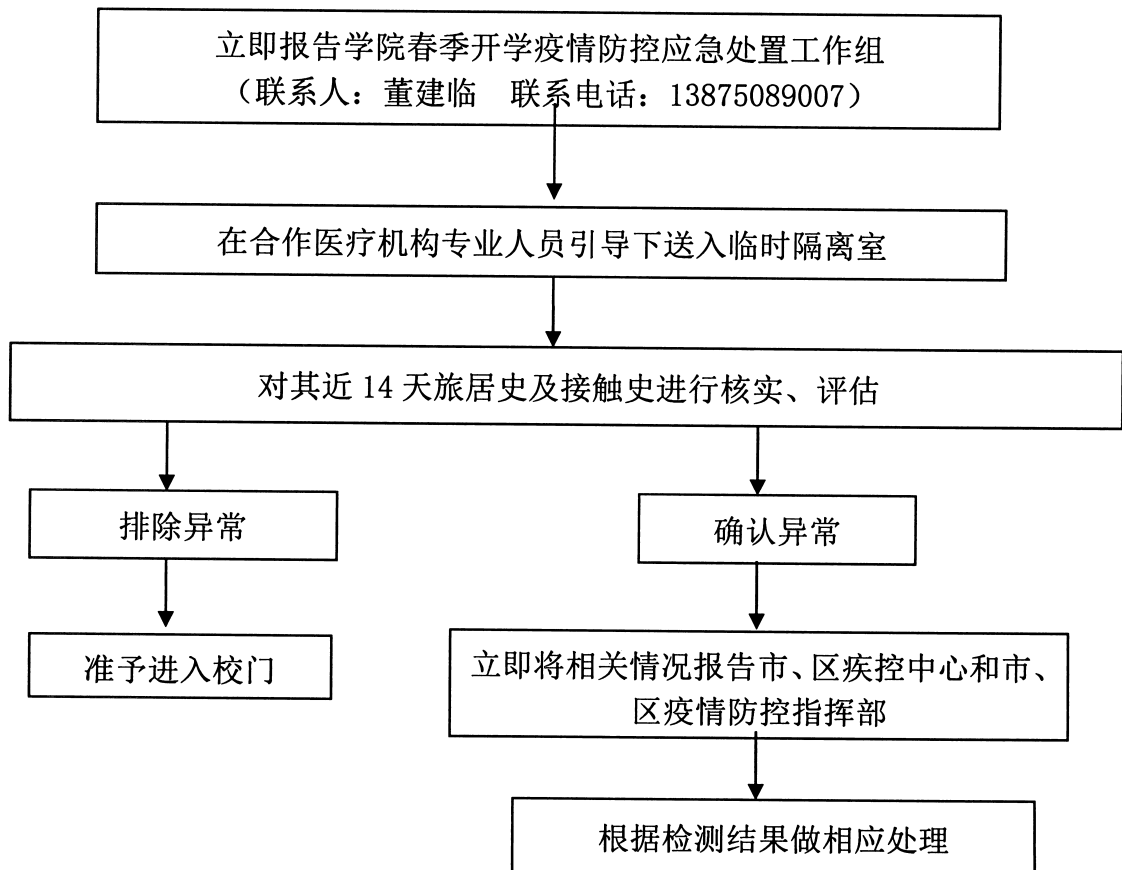 立即报告学院春季开学疫情防控应急处置工作组
（联系人：董建临　联系电话：13875089007）
在合作医疗机构专业人员引导下送入临时隔离室
对其近 14 天旅居史及接触史进行核实、评估
排除异常
确认异常
准予进入校门
立即将相关情况报告市、区疾控中心和市、
区疫情防控指挥部
根据检测结果做相应处理